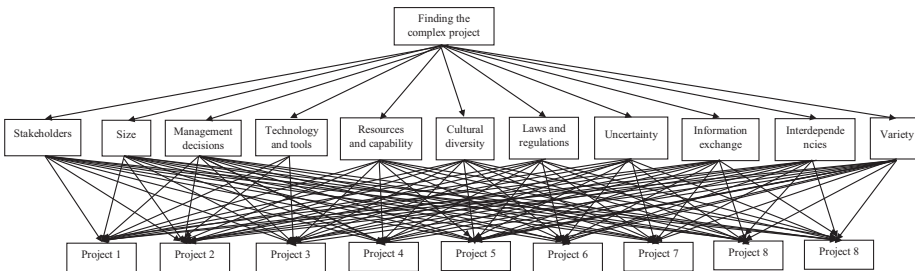 Finding the
complex project
Stakeholders
Size
Management
decisions
Technology
and tools
Resources
and capability
Cultural
diversity
Laws and
regulations
Uncertainty
Information
exchange
Interdepende
ncies
Variety
Project 1
Project 2
Project 3
Project 4
Project 5
Project 6
Project 7
Project 8
Project 8